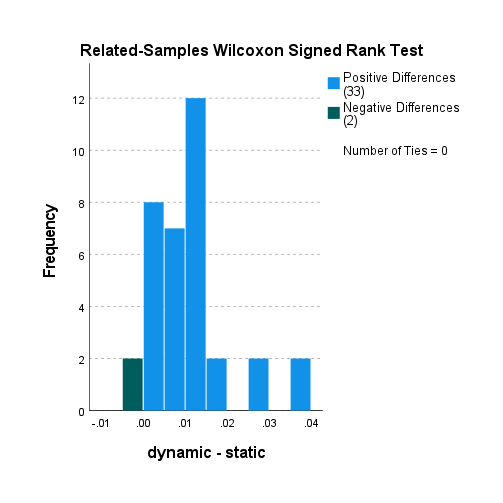 Related-Samples Wilcoxon Signed Rank Test
Positive Differences
(33)
Negative Differences
(2)
Number of Ties = 0
Frequency
12
10
8
6
4
2
0
-.01 .00 .01 .02 .03 .04
dynamic - static